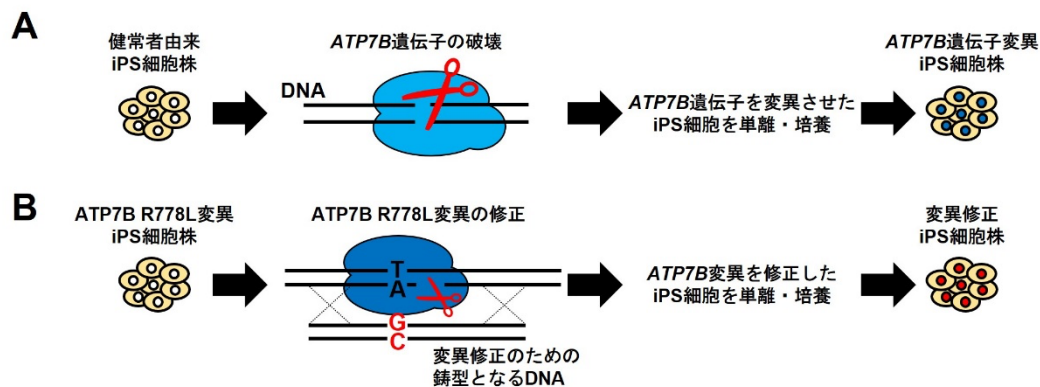 A
健常者由来
iPS細胞株
ATP7B遺伝子の破壊
DNA
ATP7B遺伝子を変異させた
iPS細胞を単離・培養
ATP7B遺伝子変異
iPS細胞株
B
ATP7B R778L変異
iPS細胞株
ATP7B R778L変異の修正
T
A
G
C
変異修正のための
鋳型となるDNA
ATP7B変異を修正した
iPS細胞を単離・培養
変異修正
iPS細胞株